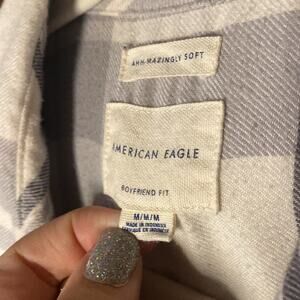 AHH-MAZINGLY SOFT
AMERICAN EAGLE
BOYFRIEND FIT
M/M/M
MADE IN INDONESIA